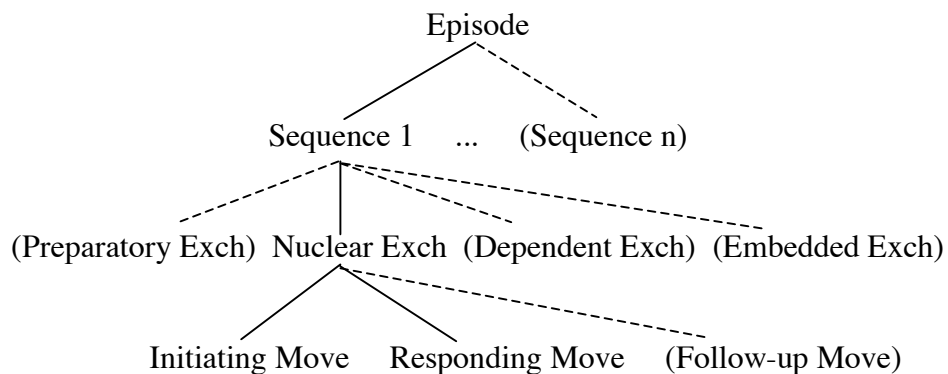 Episode
Sequence 1 ... (Sequence n)
(Preparatory Exch) Nuclear Exch (Dependent Exch) (Embedded Exch)
Initiating Move Responding Move (Follow-up Move)